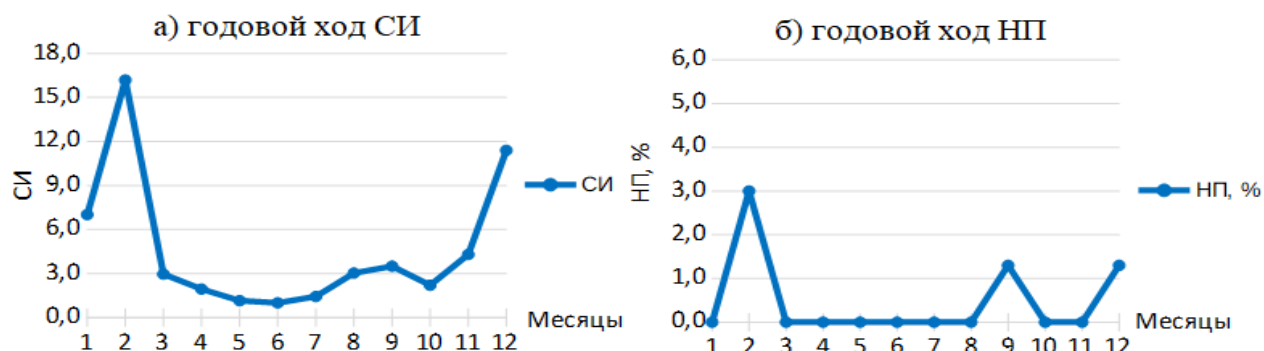 а) годовой ход СИ
18,0
15,0
12,0
9,0
6,0
3,0
0,0
СИ
1 2 3 4 5 6 7 8 9 10 11 12
Месяцы
СИ
б) годовой ход НП
6,0
5,0
4,0
3,0
2,0
1,0
0,0
НП, %
1 2 3 4 5 6 7 8 9 10 11 12
Месяцы
НП, %